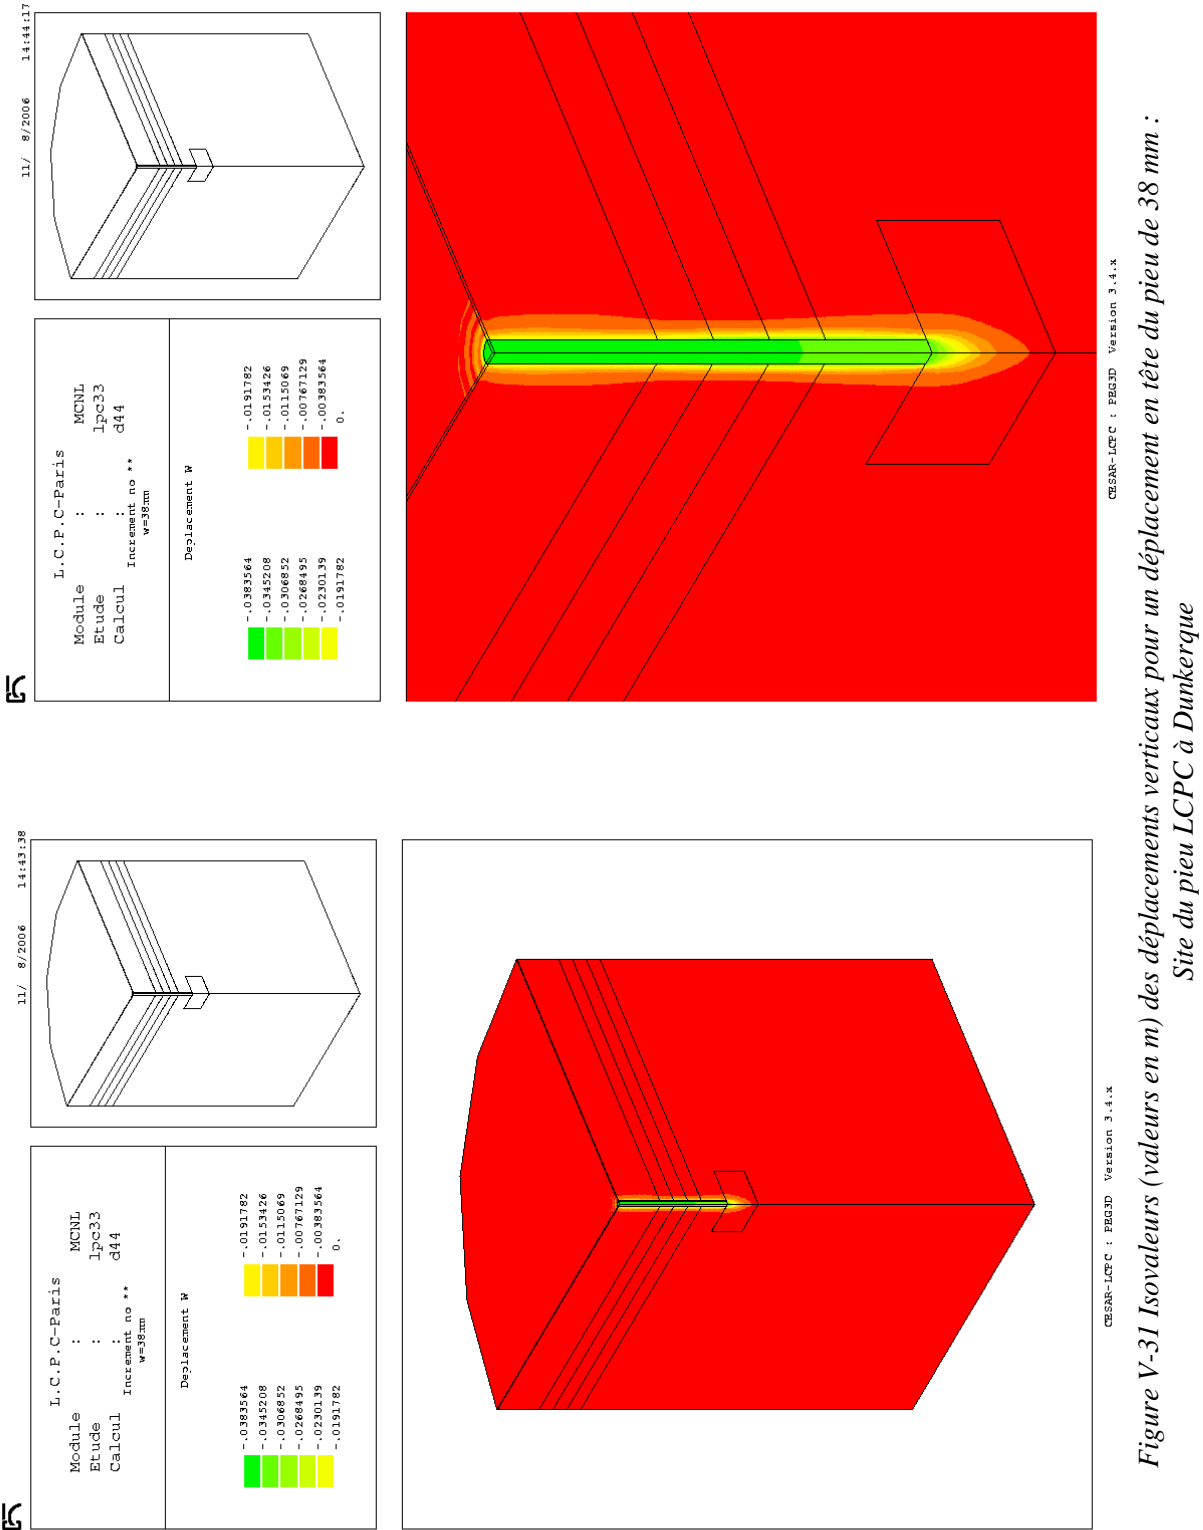 11/ 8/2006 14:43:38
L.C.P.C-Paris
Module : MCNL
Etude : lpc33
Calcul : d44
Increment no **
w=38mm
Deplacement W
-.0383564
-.0345208
-.0306852
-.0268495
-.0230139
-.0191782
-.0191782
-.0153426
-.0115069
-.00767129
-.00383564
0.
CESAR-LCPC : PEG3D Version 3.4.x
11/ 8/2006 14:44:17
L.C.P.C-Paris
Module : MCNL
Etude : lpc33
Calcul : d44
Increment no **
w=38mm
Deplacement W
-.0383564
-.0345208
-.0306852
-.0268495
-.0230139
-.0191782
-.0191782
-.0153426
-.0115069
-.00767129
-.00383564
0.
CESAR-LCPC : PEG3D Version 3.4.x
Figure V-31 Isovaleurs (valeurs en m) des déplacements verticaux pour un déplacement en tête du pieu de 38 mm :
Site du pieu LCPC à Dunkerque